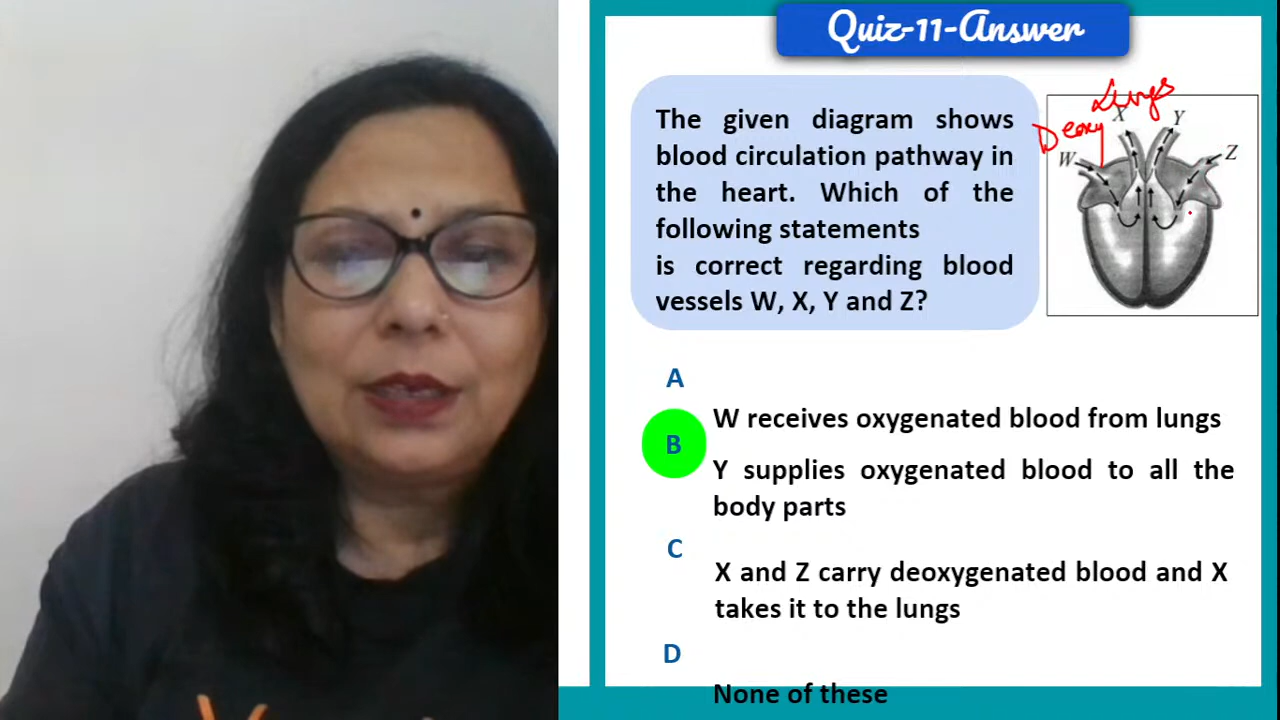 Quiz-11-Answer
The given diagram shows
blood circulation pathway in
the heart. Which of the
following statements
is correct regarding blood
vessels W, X, Y and Z?
Lungs
Deoxy
X
Y
W
Z
A
W receives oxygenated blood from lungs
B
Y supplies oxygenated blood to all the
body parts
C
X and Z carry deoxygenated blood and X
takes it to the lungs
D
None of these